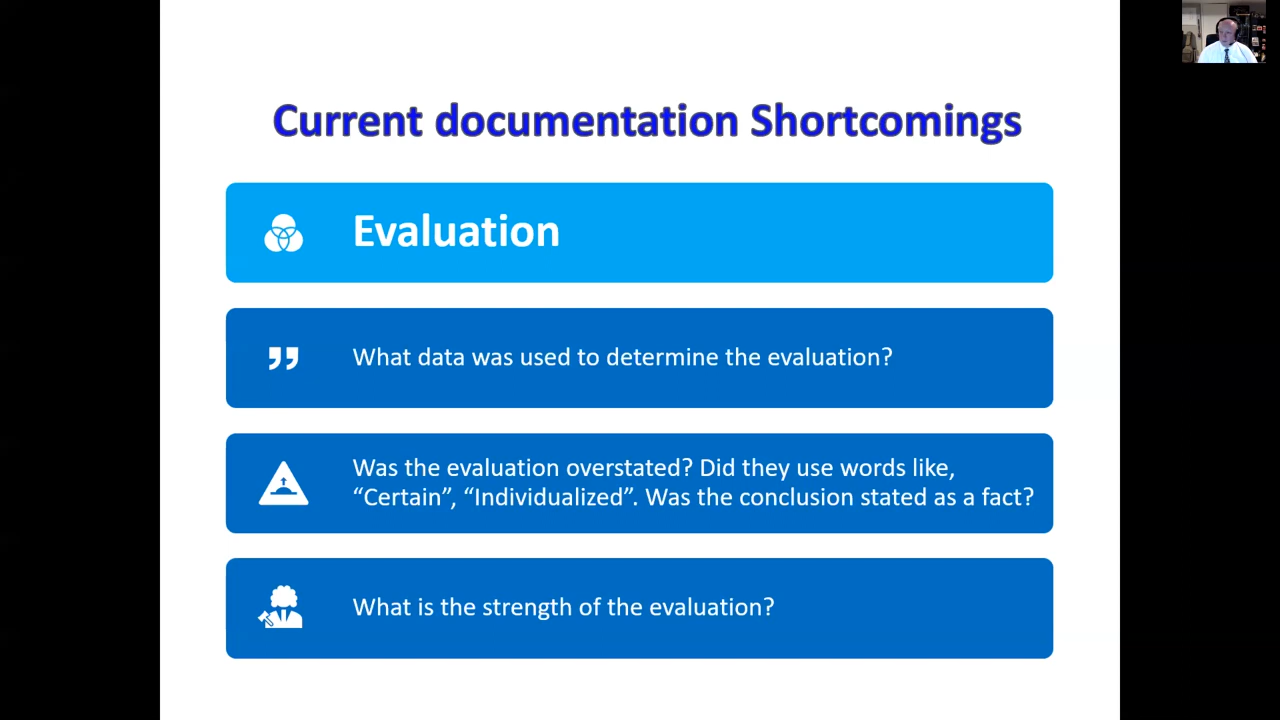 Current documentation Shortcomings
Evaluation
What data was used to determine the evaluation?
Was the evaluation overstated? Did they use words like,
“Certain”, “Individualized”. Was the conclusion stated as a fact?
What is the strength of the evaluation?